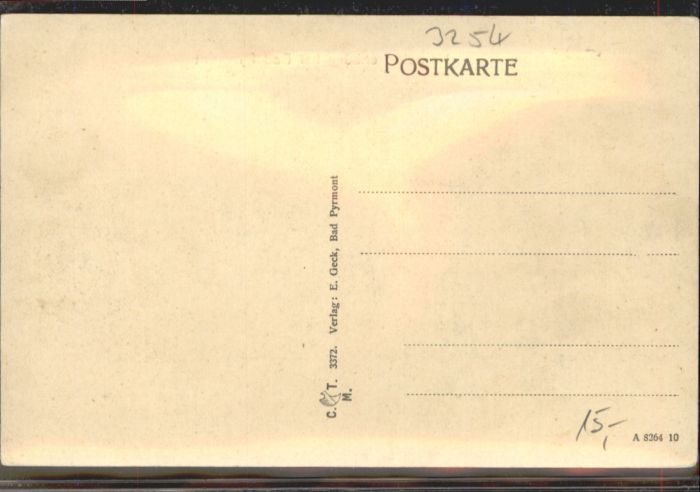 3254
POSTKARTE
C. T. 3372. Verlag: E. Geck, Bad Pyrmont
M.
15,-
A 8264 10